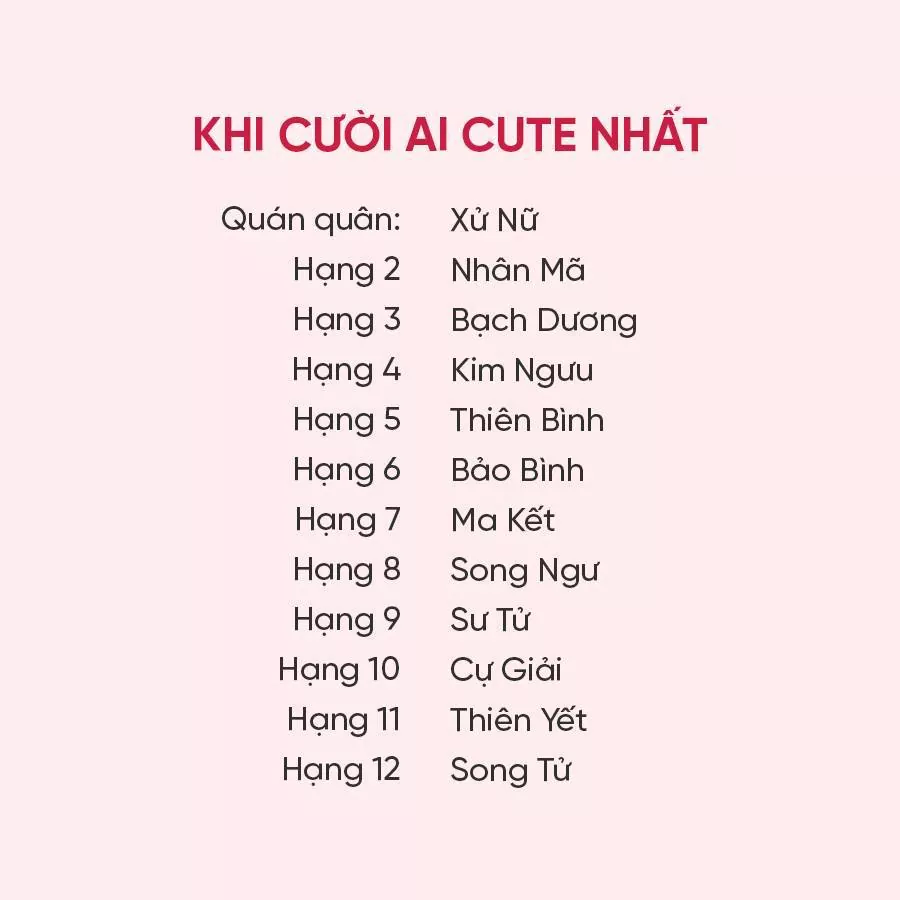 KHI CƯỜI AI CUTE NHẤT
Quán quân: Xử Nữ
Hạng 2 Nhân Mã
Hạng 3 Bạch Dương
Hạng 4 Kim Ngưu
Hạng 5 Thiên Bình
Hạng 6 Bảo Bình
Hạng 7 Ma Kết
Hạng 8 Song Ngư
Hạng 9 Sư Tử
Hạng 10 Cự Giải
Hạng 11 Thiên Yết
Hạng 12 Song Tử